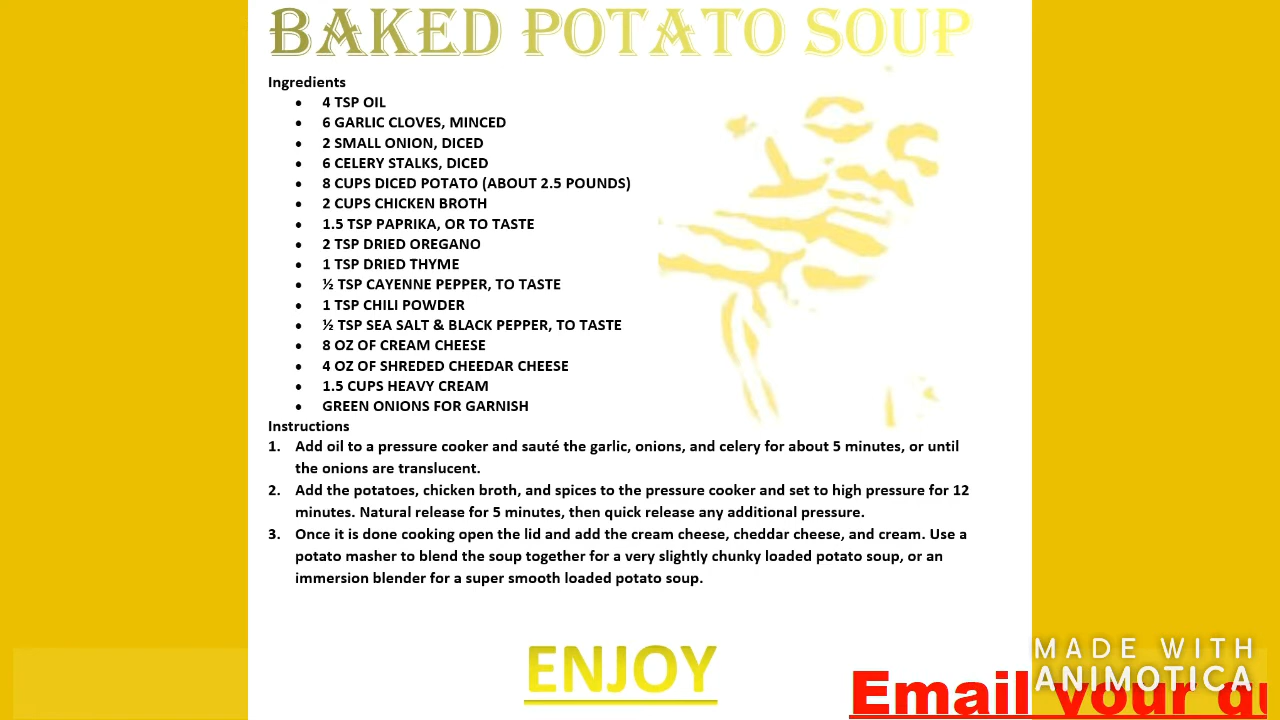 BAKED POTATO SOUP
Ingredients
• 4 TSP OIL
• 6 GARLIC CLOVES, MINCED
• 2 SMALL ONION, DICED
• 6 CELERY STALKS, DICED
• 8 CUPS DICED POTATO (ABOUT 2.5 POUNDS)
• 2 CUPS CHICKEN BROTH
• 1.5 TSP PAPRIKA, OR TO TASTE
• 2 TSP DRIED OREGANO
• 1 TSP DRIED THYME
• ½ TSP CAYENNE PEPPER, TO TASTE
• 1 TSP CHILI POWDER
• ½ TSP SEA SALT & BLACK PEPPER, TO TASTE
• 8 OZ OF CREAM CHEESE
• 4 OZ OF SHREDED CHEEDAR CHEESE
• 1.5 CUPS HEAVY CREAM
• GREEN ONIONS FOR GARNISH
Instructions
1. Add oil to a pressure cooker and sauté the garlic, onions, and celery for about 5 minutes, or until
the onions are translucent.
2. Add the potatoes, chicken broth, and spices to the pressure cooker and set to high pressure for 12
minutes. Natural release for 5 minutes, then quick release any additional pressure.
3. Once it is done cooking open the lid and add the cream cheese, cheddar cheese, and cream. Use a
potato masher to blend the soup together for a very slightly chunky loaded potato soup, or an
immersion blender for a super smooth loaded potato soup.
ENJOY
MADE WITH
ANIMOTICA
Email your